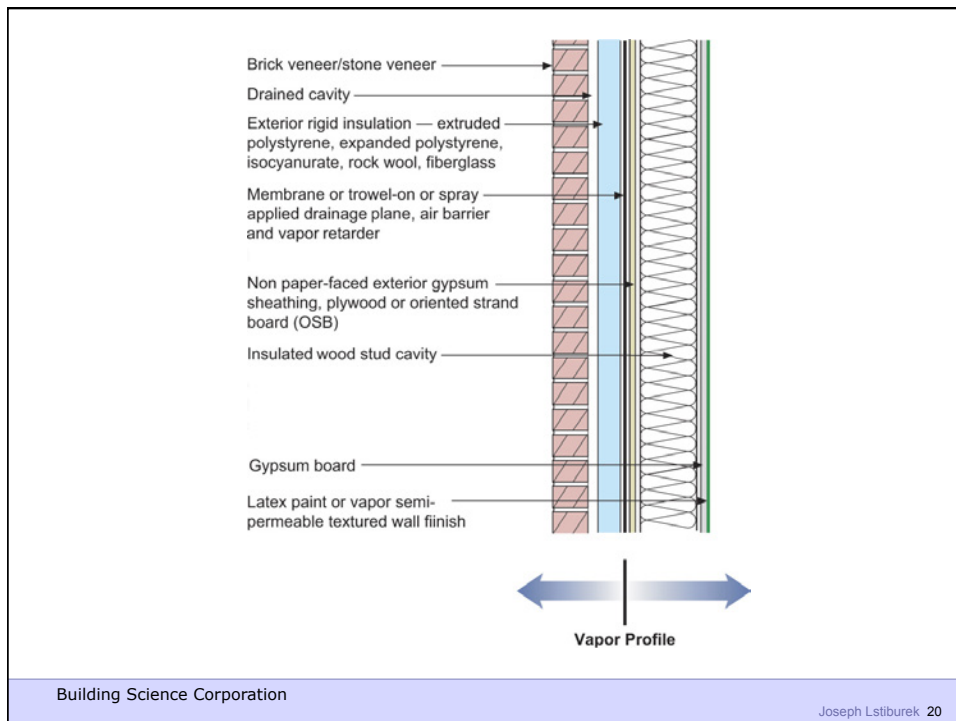 Brick veneer/stone veneer
Drained cavity
Exterior rigid insulation — extruded
polystyrene, expanded polystyrene,
isocyanurate, rock wool, fiberglass
Membrane or trowel-on or spray
applied drainage plane, air barrier
and vapor retarder
Non paper-faced exterior gypsum
sheathing, plywood or oriented strand
board (OSB)
Insulated wood stud cavity
Gypsum board
Latex paint or vapor semi-
permeable textured wall fiinish
Vapor Profile
Building Science Corporation
Joseph Lstiburek 20